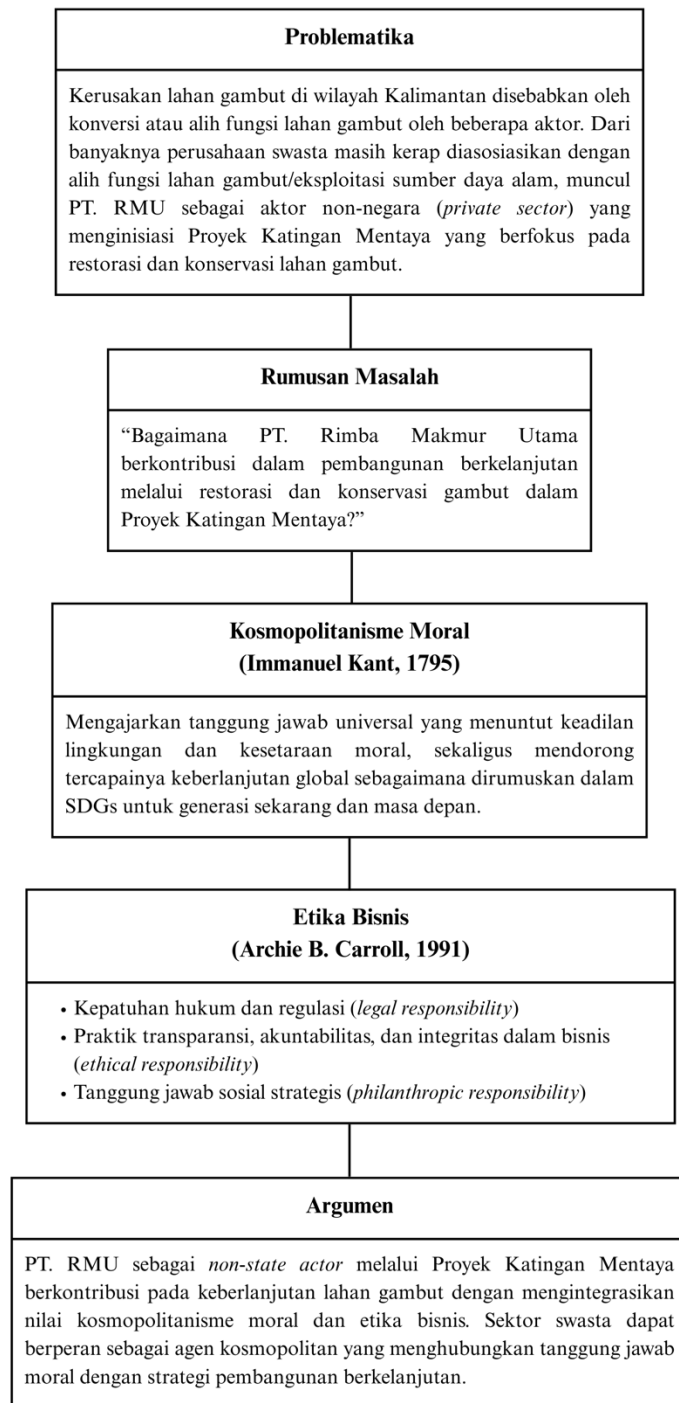 Problematika
Kerusakan lahan gambut di wilayah Kalimantan disebabkan oleh
konversi atau alih fungsi lahan gambut oleh beberapa aktor. Dari
banyaknya perusahaan swasta masih kerap diasosiasikan dengan
alih fungsi lahan gambut/eksploitasi sumber daya alam, muncul
PT. RMU sebagai aktor non-negara (private sector) yang
menginisiasi Proyek Katingan Mentaya yang berfokus pada
restorasi dan konservasi lahan gambut.
Rumusan Masalah
“Bagaimana PT. Rimba Makmur Utama
berkontribusi dalam pembangunan berkelanjutan
melalui restorasi dan konservasi gambut dalam
Proyek Katingan Mentaya?”
Kosmopolitanisme Moral
(Immanuel Kant, 1795)
Mengajarkan tanggung jawab universal yang menuntut keadilan
lingkungan dan kesetaraan moral, sekaligus mendorong
tercapainya keberlanjutan global sebagaimana dirumuskan dalam
SDGs untuk generasi sekarang dan masa depan.
Etika Bisnis
(Archie B. Carroll, 1991)
• Kepatuhan hukum dan regulasi (legal responsibility)
• Praktik transparansi, akuntabilitas, dan integritas dalam bisnis
(ethical responsibility)
• Tanggung jawab sosial strategis (philanthropic responsibility)
Argumen
PT. RMU sebagai non-state actor melalui Proyek Katingan Mentaya
berkontribusi pada keberlanjutan lahan gambut dengan mengintegrasikan
nilai kosmopolitanisme moral dan etika bisnis. Sektor swasta dapat
berperan sebagai agen kosmopolitan yang menghubungkan tanggung jawab
moral dengan strategi pembangunan berkelanjutan.